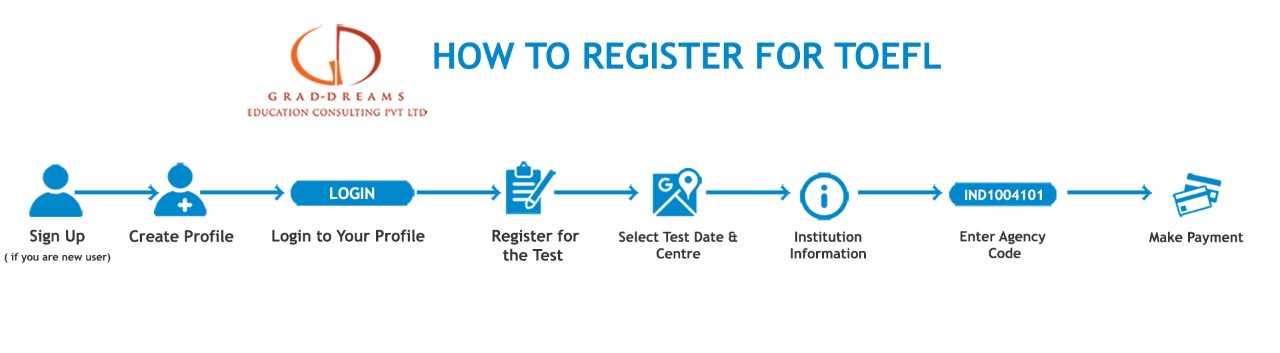 HOW TO REGISTER FOR TOEFL
GRAD-DREAMS
EDUCATION CONSULTING PVT LTD
LOGIN
G
IND1004101
Sign Up
( if you are new user)
Create Profile
Login to Your Profile
Register for
the Test
Select Test Date &
Centre
Institution
Information
Enter Agency
Code
Make Payment